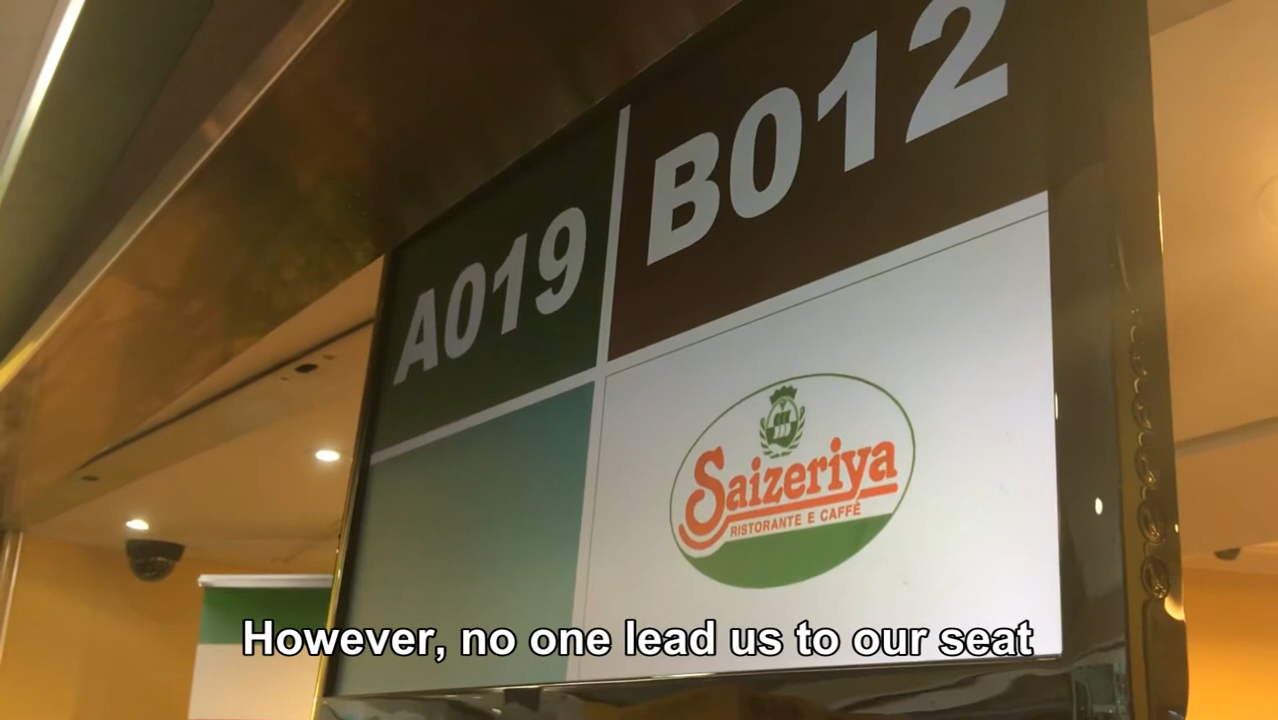 A019
B012
Saizeriya
RISTORANTE E CAFFÈ
However, no one lead us to our seat